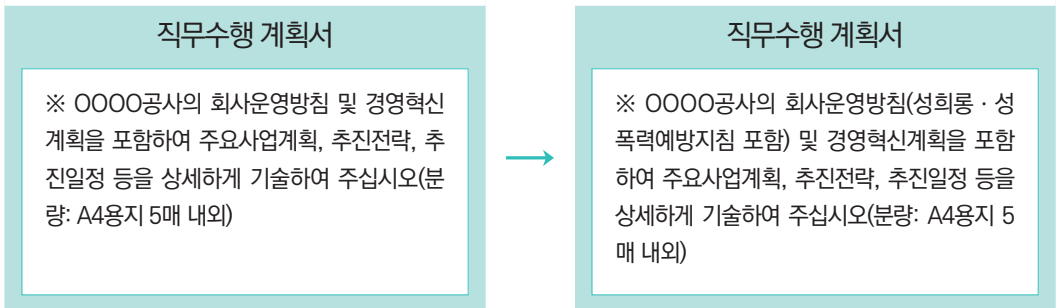 직무수행 계획서
※ OOOO공사의 회사운영방침 및 경영혁신
계획을 포함하여 주요사업계획, 추진전략, 추
진일정 등을 상세하게 기술하여 주십시오(분
량: A4용지 5매 내외)
→
직무수행 계획서
※ OOOO공사의 회사운영방침(성희롱 · 성
폭력예방지침 포함) 및 경영혁신계획을 포함
하여 주요사업계획, 추진전략, 추진일정 등을
상세하게 기술하여 주십시오(분량: A4용지 5
매 내외)